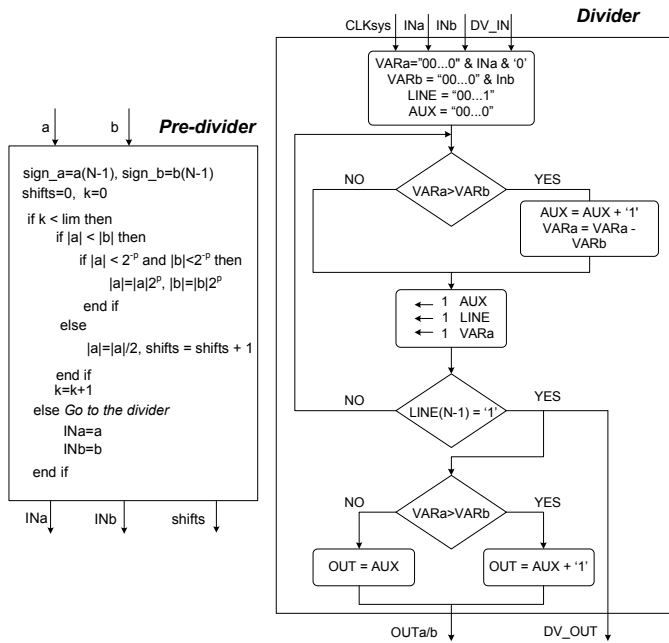 a
b
Pre-divider
sign_a=a(N-1), sign_b=b(N-1)
shifts=0, k=0
if k < lim then
if |a| < |b| then
if |a| < 2^-p and |b|<2^-p then
|a|=|a|2^p, |b|=|b|2^p
end if
else
|a|=|a|/2, shifts = shifts + 1
end if
k=k+1
else Go to the divider
INa=a
INb=b
end if
INa
INb
shifts
Divider
CLKsys
INa
INb
DV_IN
VARa="00...0" & INa & ‘0’
VARb = “00...0” & Inb
LINE = “00...1”
AUX = “00...0”
NO
VARa>VARb
YES
AUX = AUX + ‘1'
VARa = VARa -
VARb
1 AUX
1 LINE
1 VARa
NO
LINE(N-1) = ‘1’
YES
NO
VARa>VARb
YES
OUT = AUX
OUT = AUX + ‘1’
OUTa/b
DV_OUT